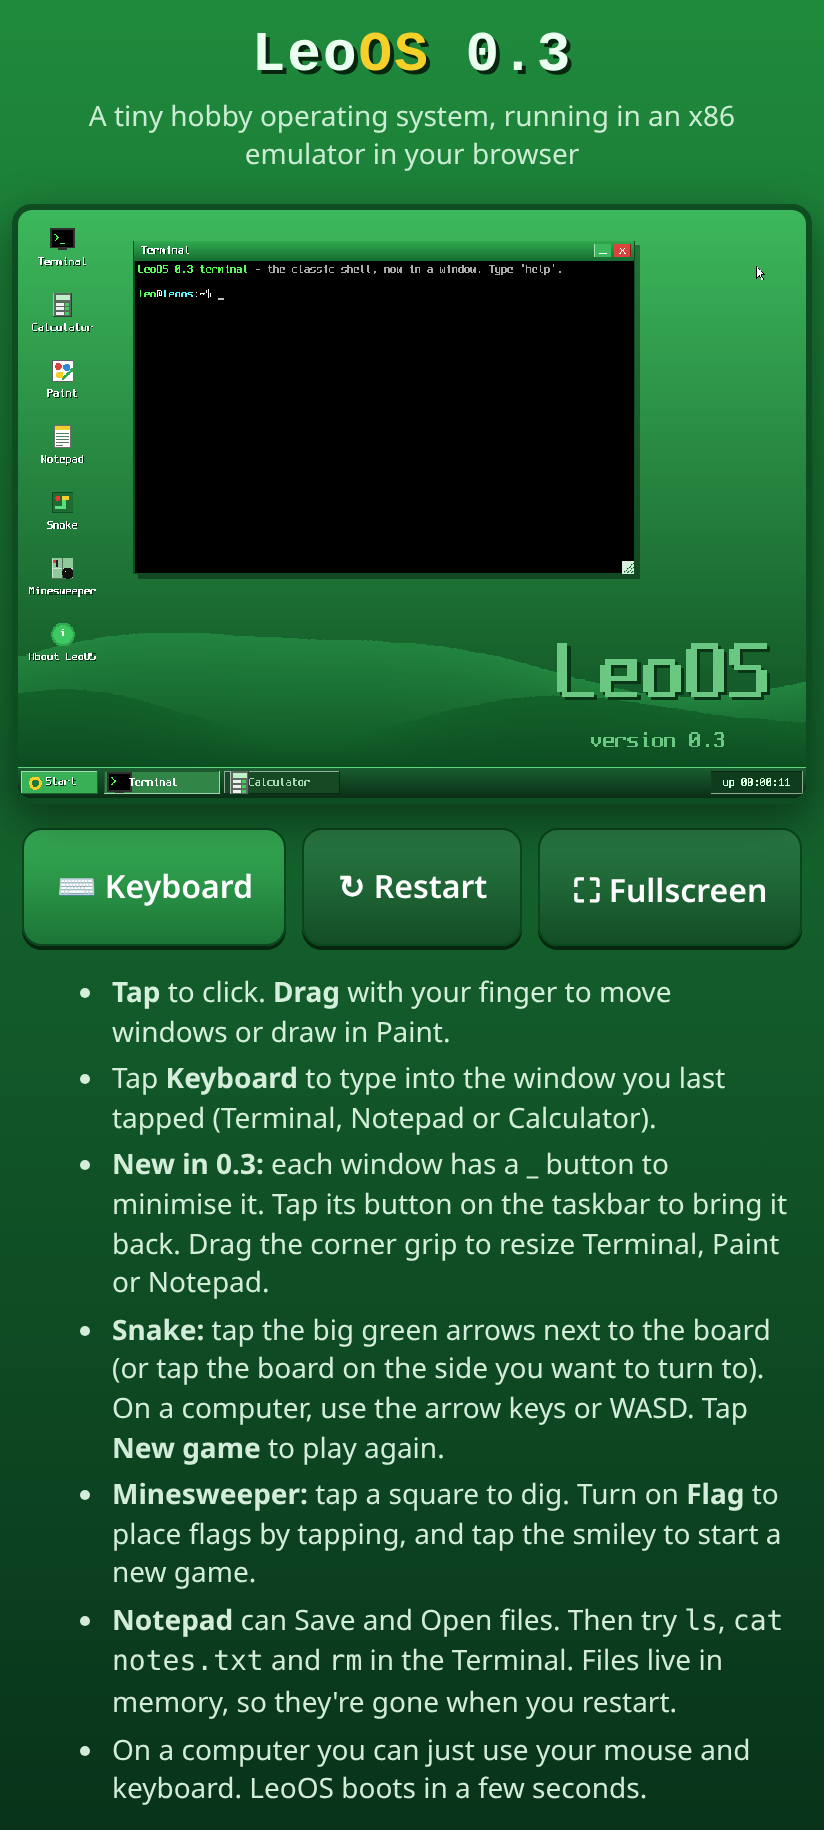 LeoOS 0.3
A tiny hobby operating system, running in an x86
emulator in your browser
Terminal
Calculator
Paint
Notepad
Snake
Minesweeper
About LeoOS
Terminal
_ X
LeoOS 0.3 terminal - the classic shell, now in a window. Type 'help'.
leo@leoos:~% _
LeoOS
version 0.3
Start
Terminal
Calculator
up 00:00:11
Keyboard
↻ Restart
Fullscreen
• Tap to click. Drag with your finger to move
windows or draw in Paint.
• Tap Keyboard to type into the window you last
tapped (Terminal, Notepad or Calculator).
• New in 0.3: each window has a _ button to
minimise it. Tap its button on the taskbar to bring it
back. Drag the corner grip to resize Terminal, Paint
or Notepad.
• Snake: tap the big green arrows next to the board
(or tap the board on the side you want to turn to).
On a computer, use the arrow keys or WASD. Tap
New game to play again.
• Minesweeper: tap a square to dig. Turn on Flag to
place flags by tapping, and tap the smiley to start a
new game.
• Notepad can Save and Open files. Then try ls, cat
notes.txt and rm in the Terminal. Files live in
memory, so they're gone when you restart.
• On a computer you can just use your mouse and
keyboard. LeoOS boots in a few seconds.